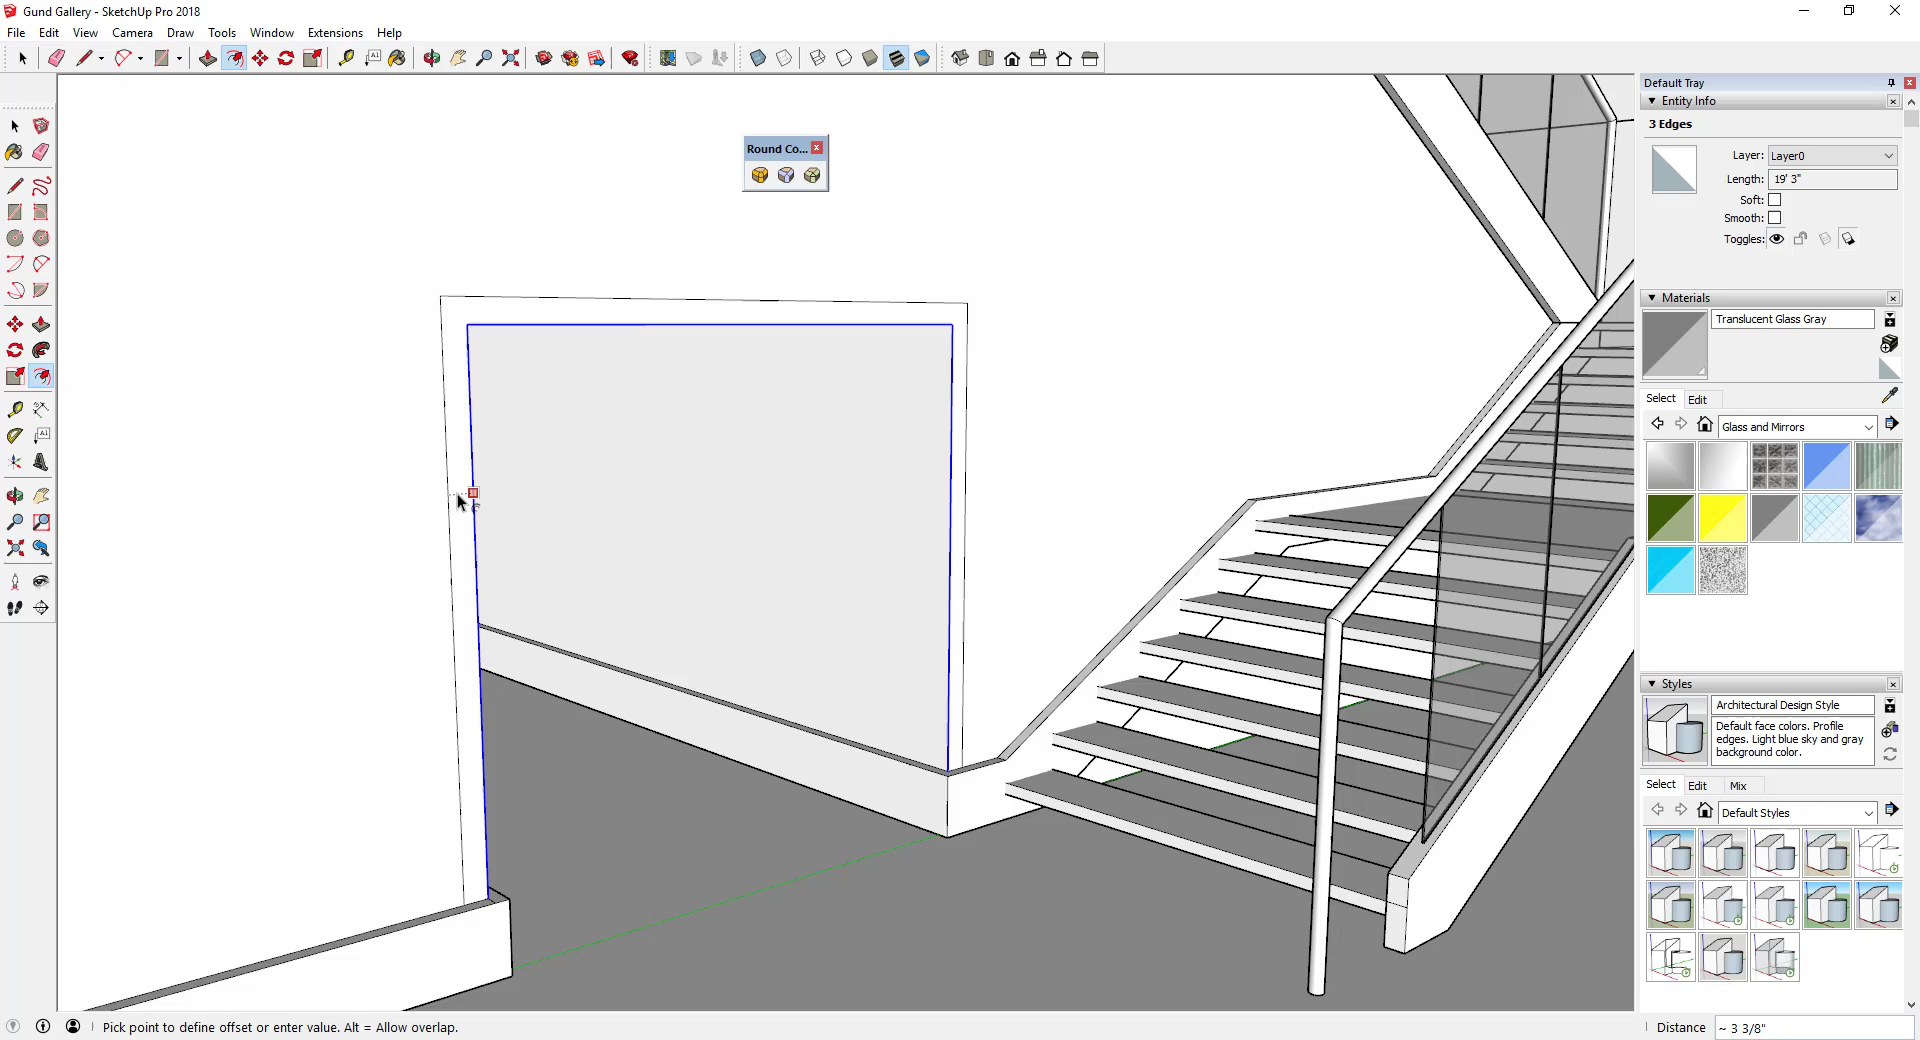 Gund Gallery - SketchUp Pro 2018
File Edit View Camera Draw Tools Window Extensions Help
Default Tray
Entity Info
3 Edges
Layer: Layer0
Length: 19' 3"
Soft:
Smooth:
Toggles:
Round Co...
Materials
Translucent Glass Gray
Select Edit
Glass and Mirrors
Styles
Architectural Design Style
Default face colors. Profile
edges. Light blue sky and gray
background color.
Select Edit Mix
Default Styles
Pick point to define offset or enter value. Alt = Allow overlap.
Distance ~ 3 3/8"